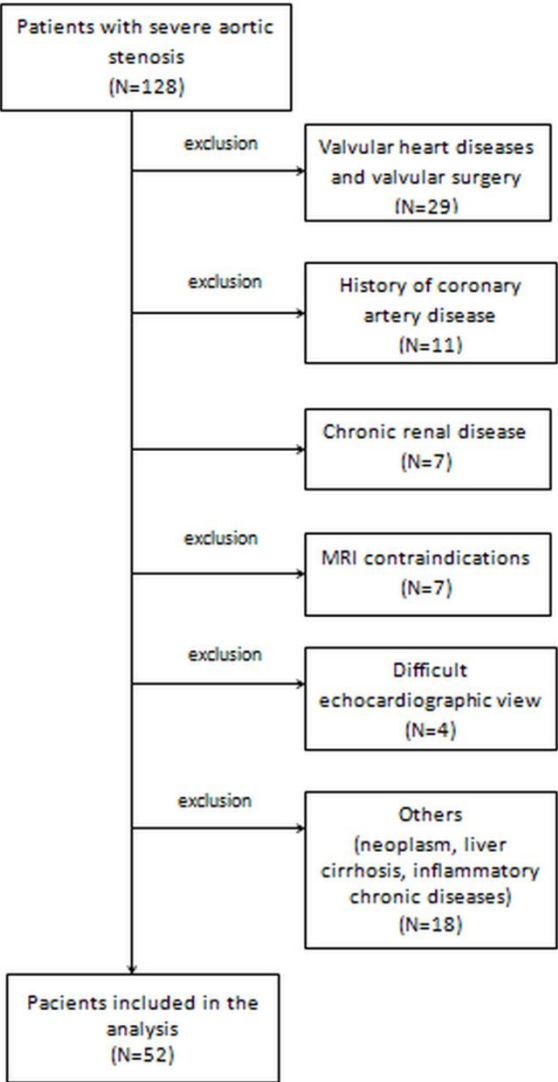 Patients with severe aortic
stenosis
(N=128)
exclusion
Valvular heart diseases
and valvular surgery
(N=29)
exclusion
History of coronary
artery disease
(N=11)
Chronic renal disease
(N=7)
exclusion
MRI contraindications
(N=7)
exclusion
Difficult
echocardiographic view
(N=4)
exclusion
Others
(neoplasm, liver
cirrhosis, inflammatory
chronic diseases)
(N=18)
Pacients included in the
analysis
(N=52)